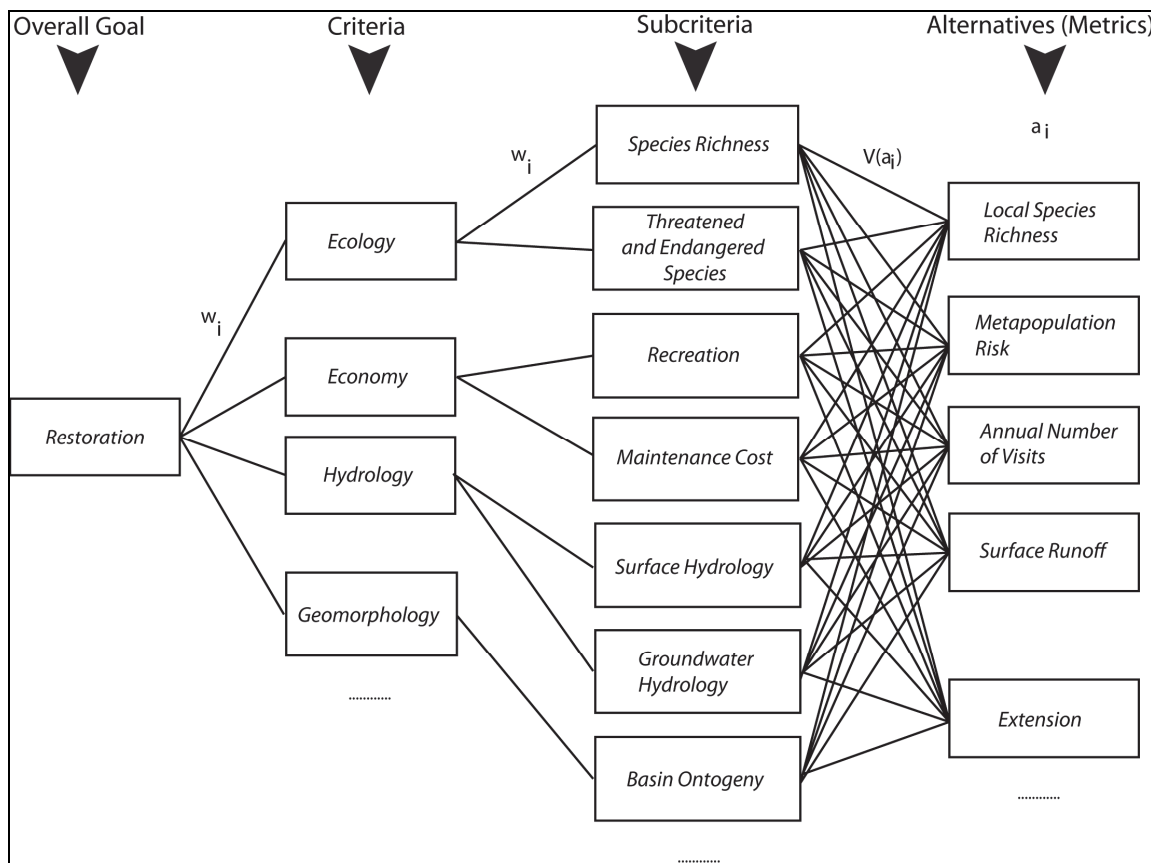 Overall Goal
Criteria
Subcriteria
Alternatives (Metrics)
a i
Species Richness
w i
V(a i)
Ecology
Threatened
and Endangered
Species
Local Species
Richness
w i
Metapopulation
Risk
Economy
Recreation
Restoration
Annual Number
of Visits
Hydrology
Maintenance Cost
Surface Runoff
Surface Hydrology
Geomorphology
............
Groundwater
Hydrology
Extension
Basin Ontogeny
............
............